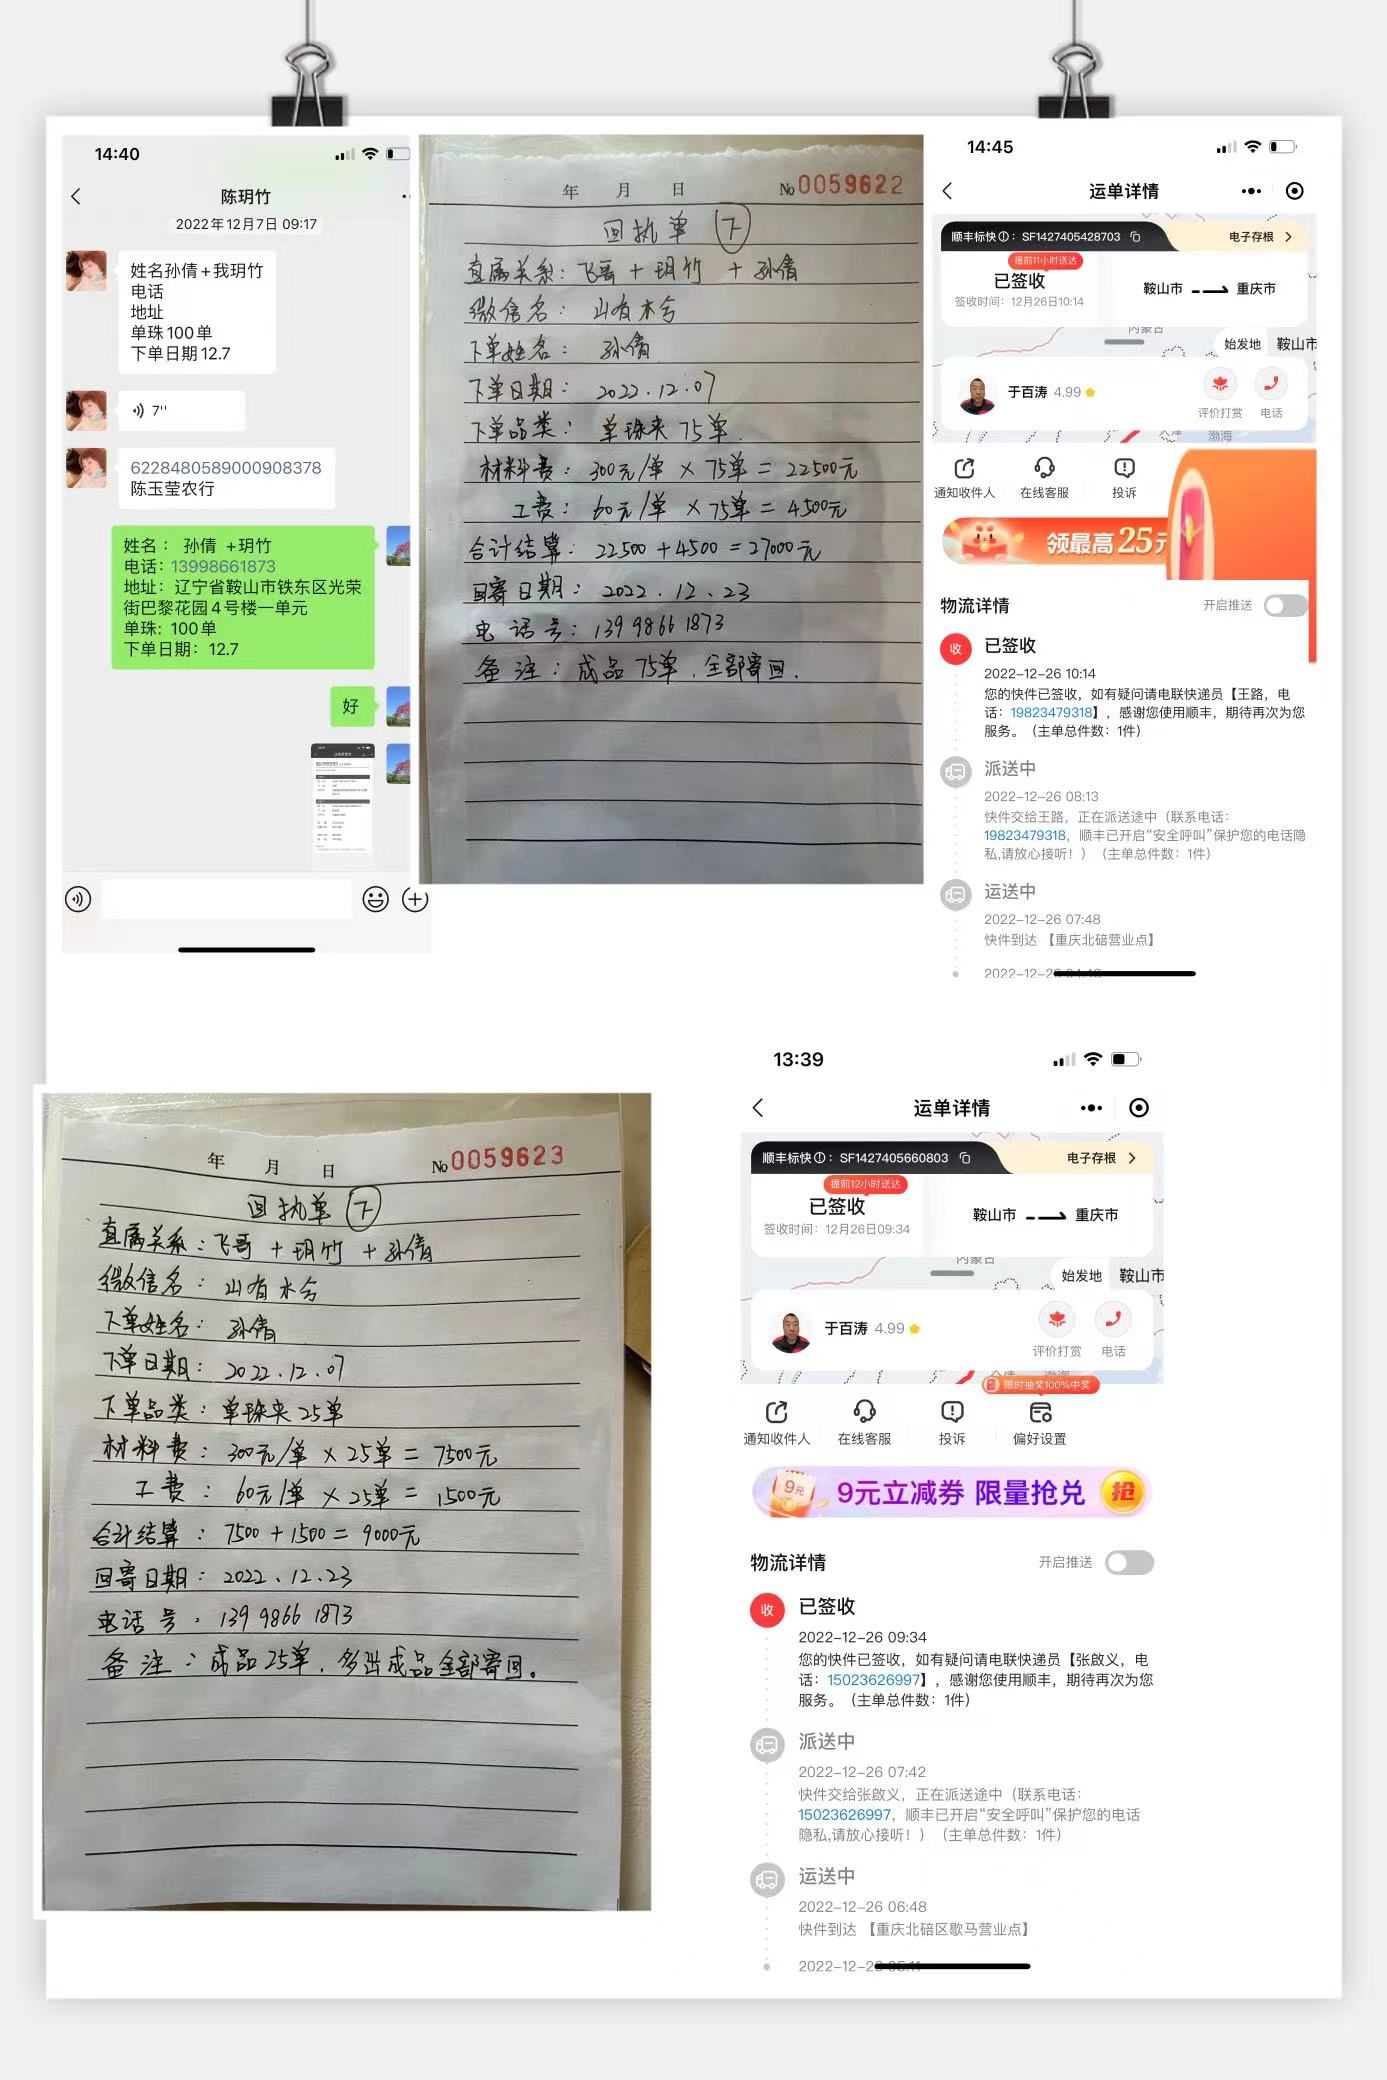 14:40
陈玥竹
2022年12月7日 09:17
姓名孙倩+我玥竹
电话
地址
单珠100单
下单日期12.7
7''
6228480589000908378
陈玉莹农行
姓名： 孙倩 +玥竹
电话：13998661873
地址：辽宁省鞍山市铁东区光荣
街巴黎花园4号楼一单元
单珠：100单
下单日期：12.7
好
年 月 日 No 0059622
回执单 下
直属关系：飞哥 + 玥竹 + 孙倩
微信名：山有木兮
下单姓名：孙倩
下单日期：2022.12.07
下单品类：单珠夹75单.
材料费：300元/单 × 75单 = 22500元
工费：60元/单 × 75单 = 4500元
合计结算：22500 + 4500 = 27000元
回寄日期：2022.12.23
电话号：139 9866 1873
备注：成品75单，全部寄回.
14:45
运单详情
顺丰标快 ：SF1427405428703
电子存根
提前11小时送达
已签收
签收时间：12月26日10:14
鞍山市
重庆市
内蒙古
始发地 鞍山市
于百涛 4.99
评价打赏 电话
渤海
通知收件人 在线客服 投诉
领最高25元
物流详情 开启推送
收 已签收
2022-12-26 10:14
您的快件已签收，如有疑问请电联快递员【王路，电
话：19823479318】，感谢您使用顺丰，期待再次为您
服务。（主单总件数：1件）
派送中
2022-12-26 08:13
快件交给王路，正在派送途中（联系电话：
19823479318，顺丰已开启“安全呼叫”保护您的电话隐
私,请放心接听！）（主单总件数：1件）
运送中
2022-12-26 07:48
快件到达 【重庆北碚营业点】
年 月 日 No 0059623
回执单 下
直属关系：飞哥 + 玥竹 + 孙倩
微信名：山有木兮
下单姓名：孙倩
下单日期：2022.12.07
下单品类：单珠夹25单
材料费：300元/单 × 25单 = 7500元
工费：60元/单 × 25单 = 1500元
合计结算：7500 + 1500 = 9000元
回寄日期：2022.12.23
电话号：139 9866 1873
备注：成品25单，多出成品全部寄回。
13:39
运单详情
顺丰标快 ：SF1427405660803
电子存根
提前12小时送达
已签收
签收时间：12月26日09:34
鞍山市
重庆市
内蒙古
始发地 鞍山市
于百涛 4.99
评价打赏 电话
限时抽奖100%中奖
通知收件人 在线客服 投诉 偏好设置
9元
9元立减券 限量抢兑
抢
物流详情 开启推送
收 已签收
2022-12-26 09:34
您的快件已签收，如有疑问请电联快递员【张啟义，电
话：15023626997】，感谢您使用顺丰，期待再次为您
服务。（主单总件数：1件）
派送中
2022-12-26 07:42
快件交给张啟义，正在派送途中（联系电话：
15023626997，顺丰已开启“安全呼叫”保护您的电话
隐私,请放心接听！）（主单总件数：1件）
运送中
2022-12-26 06:48
快件到达 【重庆北碚区歇马营业点】